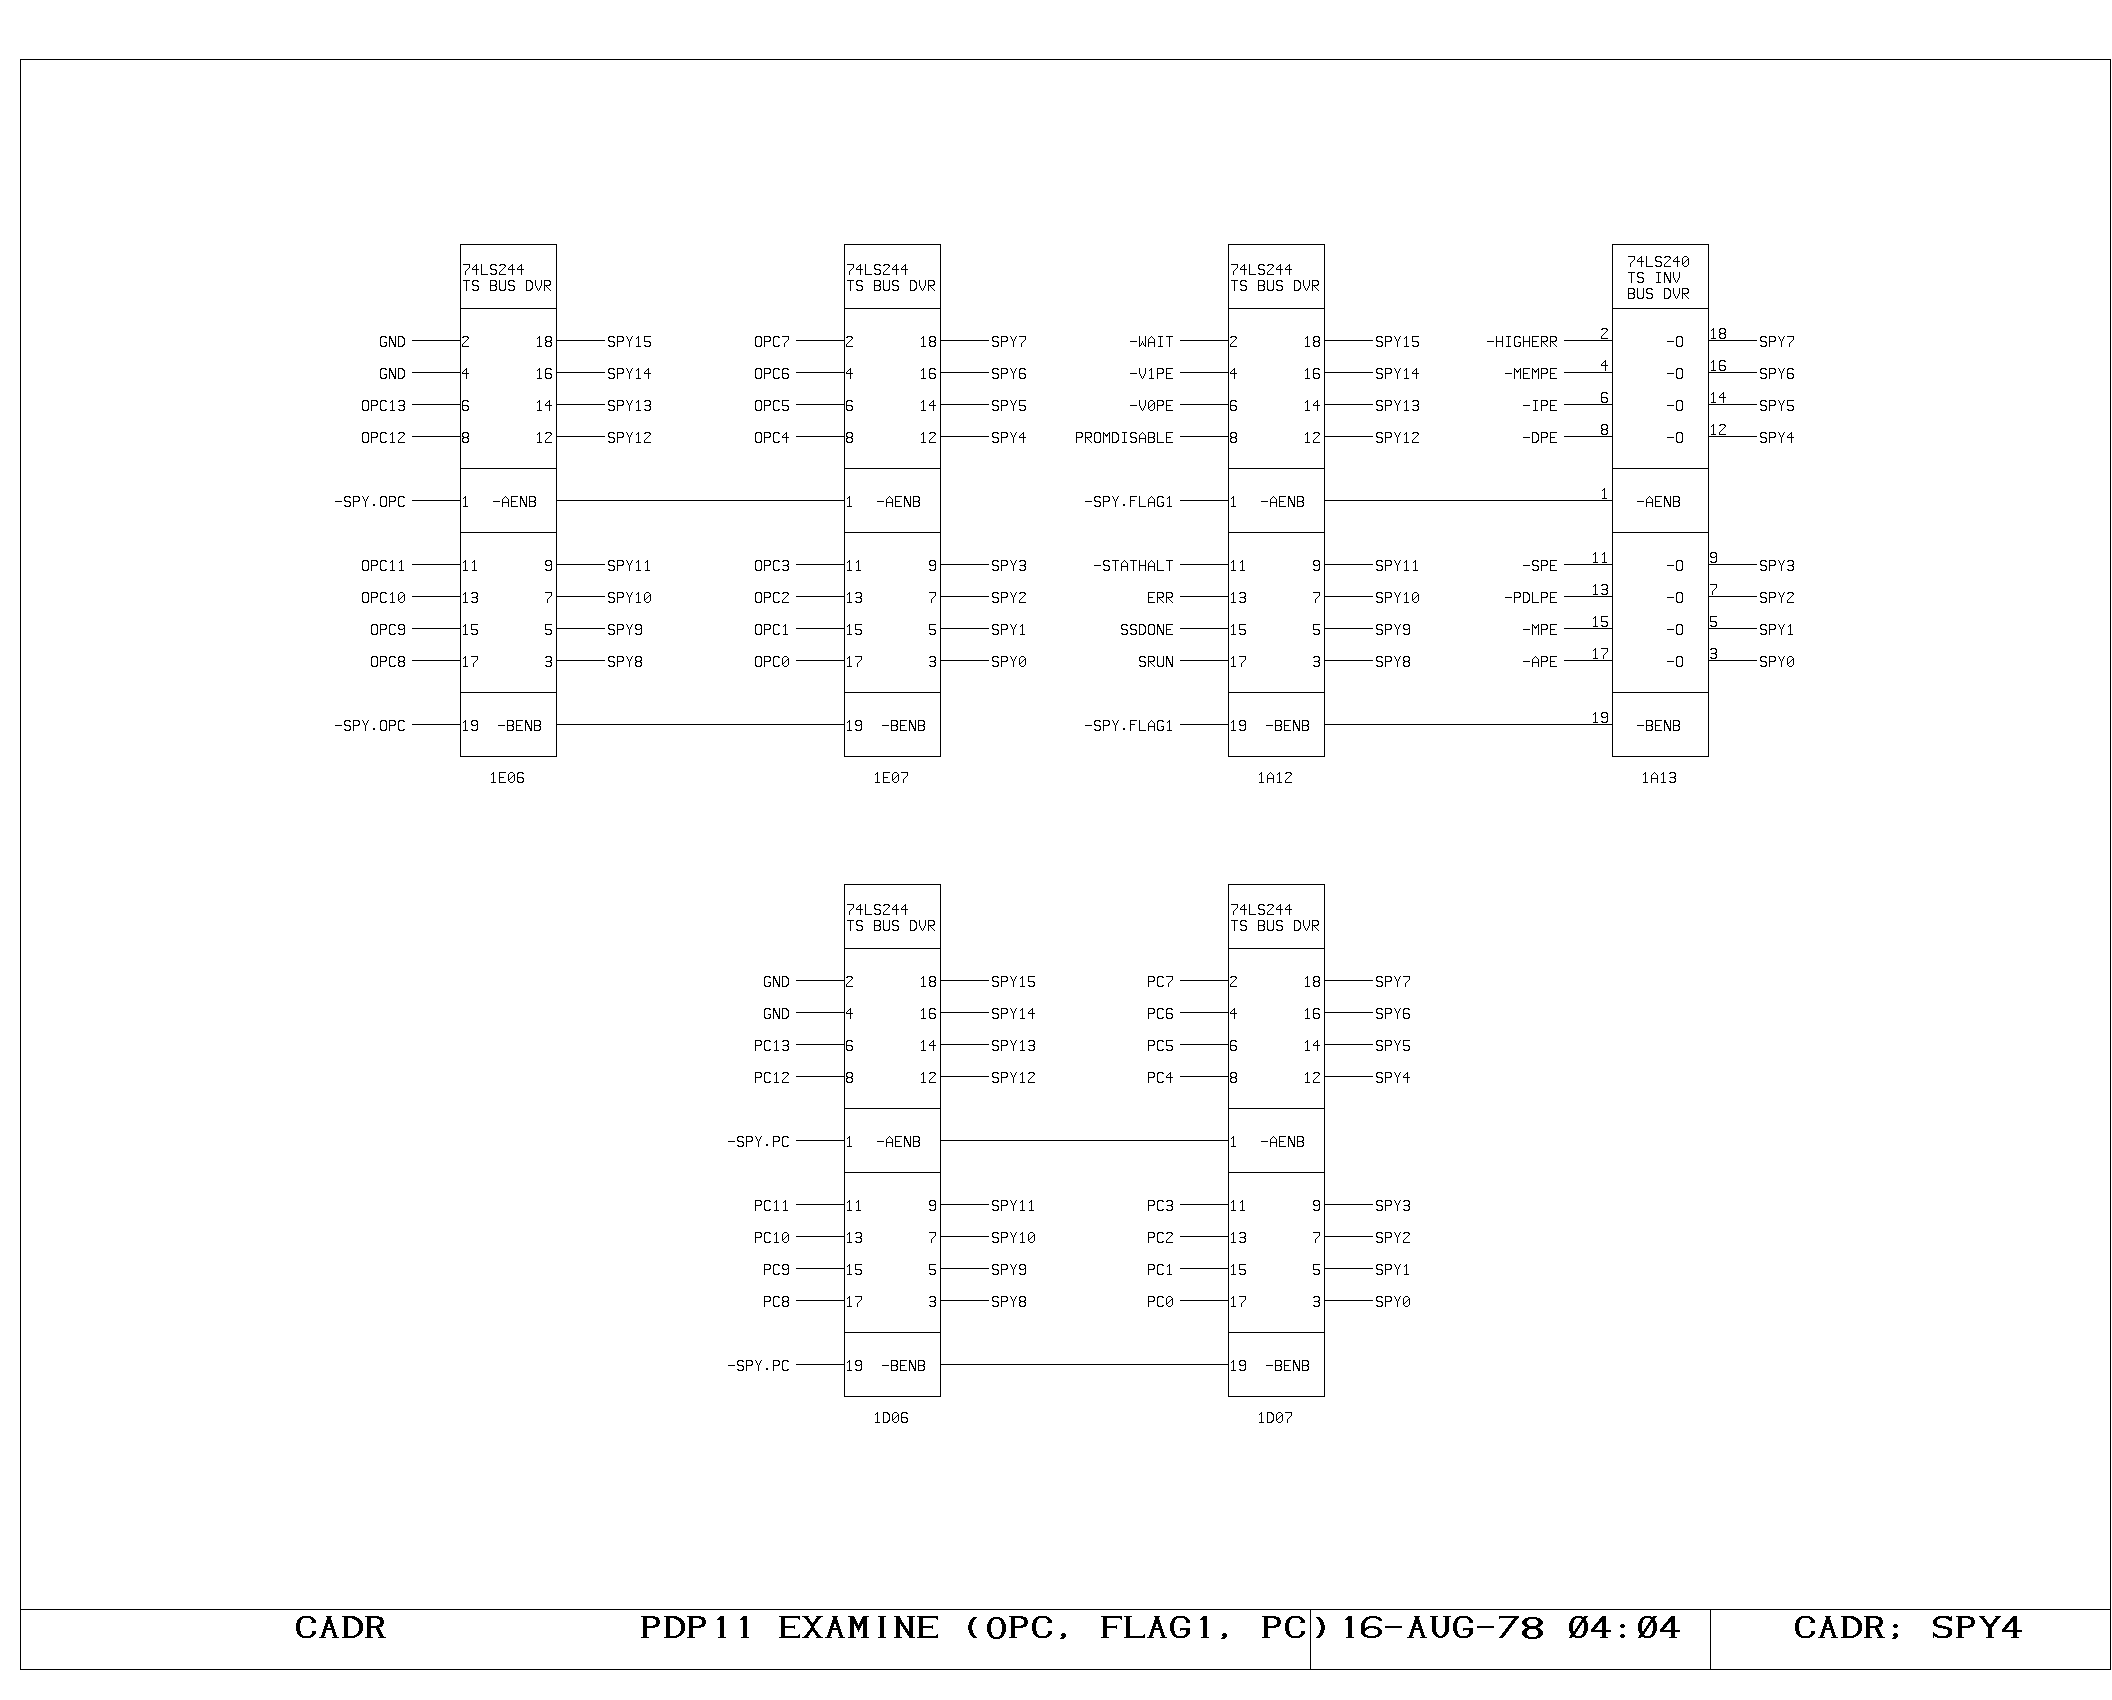 74LS244 74LS244 74LS244 74LS240
TS BUS DVR TS BUS DVR TS BUS DVR TS INV
BUS DVR
GND 2 18 SPY15 OPC7 2 18 SPY7 -WAIT 2 18 SPY15 -HIGHERR 2 -O 18 SPY7
GND 4 16 SPY14 OPC6 4 16 SPY6 -V1PE 4 16 SPY14 -MEMPE 4 -O 16 SPY6
OPC13 6 14 SPY13 OPC5 6 14 SPY5 -V0PE 6 14 SPY13 -IPE 6 -O 14 SPY5
OPC12 8 12 SPY12 OPC4 8 12 SPY4 PROMDISABLE 8 12 SPY12 -DPE 8 -O 12 SPY4
-SPY.OPC 1 -AENB 1 -AENB -SPY.FLAG1 1 -AENB 1 -AENB
OPC11 11 9 SPY11 OPC3 11 9 SPY3 -STATHALT 11 9 SPY11 -SPE 11 -O 9 SPY3
OPC10 13 7 SPY10 OPC2 13 7 SPY2 ERR 13 7 SPY10 -PDLPE 13 -O 7 SPY2
OPC9 15 5 SPY9 OPC1 15 5 SPY1 SSDONE 15 5 SPY9 -MPE 15 -O 5 SPY1
OPC8 17 3 SPY8 OPC0 17 3 SPY0 SRUN 17 3 SPY8 -APE 17 -O 3 SPY0
-SPY.OPC 19 -BENB 19 -BENB -SPY.FLAG1 19 -BENB 19 -BENB
1E06 1E07 1A12 1A13
74LS244 74LS244
TS BUS DVR TS BUS DVR
GND 2 18 SPY15 PC7 2 18 SPY7
GND 4 16 SPY14 PC6 4 16 SPY6
PC13 6 14 SPY13 PC5 6 14 SPY5
PC12 8 12 SPY12 PC4 8 12 SPY4
-SPY.PC 1 -AENB 1 -AENB
PC11 11 9 SPY11 PC3 11 9 SPY3
PC10 13 7 SPY10 PC2 13 7 SPY2
PC9 15 5 SPY9 PC1 15 5 SPY1
PC8 17 3 SPY8 PC0 17 3 SPY0
-SPY.PC 19 -BENB 19 -BENB
1D06 1D07
CADR PDP11 EXAMINE (OPC, FLAG1, PC) 16-AUG-78 04:04 CADR; SPY4